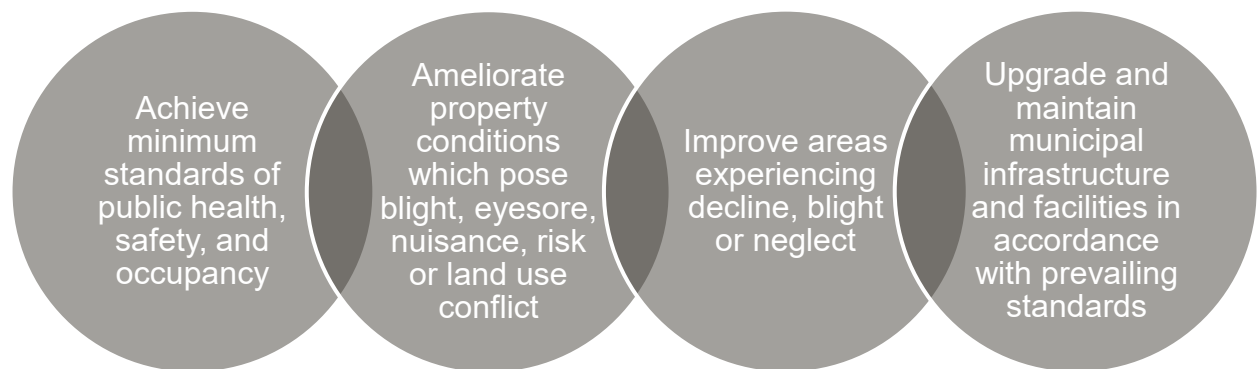 Achieve
minimum
standards of
public health,
safety, and
occupancy
Ameliorate
property
conditions
which pose
blight, eyesore,
nuisance, risk
or land use
conflict
Improve areas
experiencing
decline, blight
or neglect
Upgrade and
maintain
municipal
infrastructure
and facilities in
accordance
with prevailing
standards